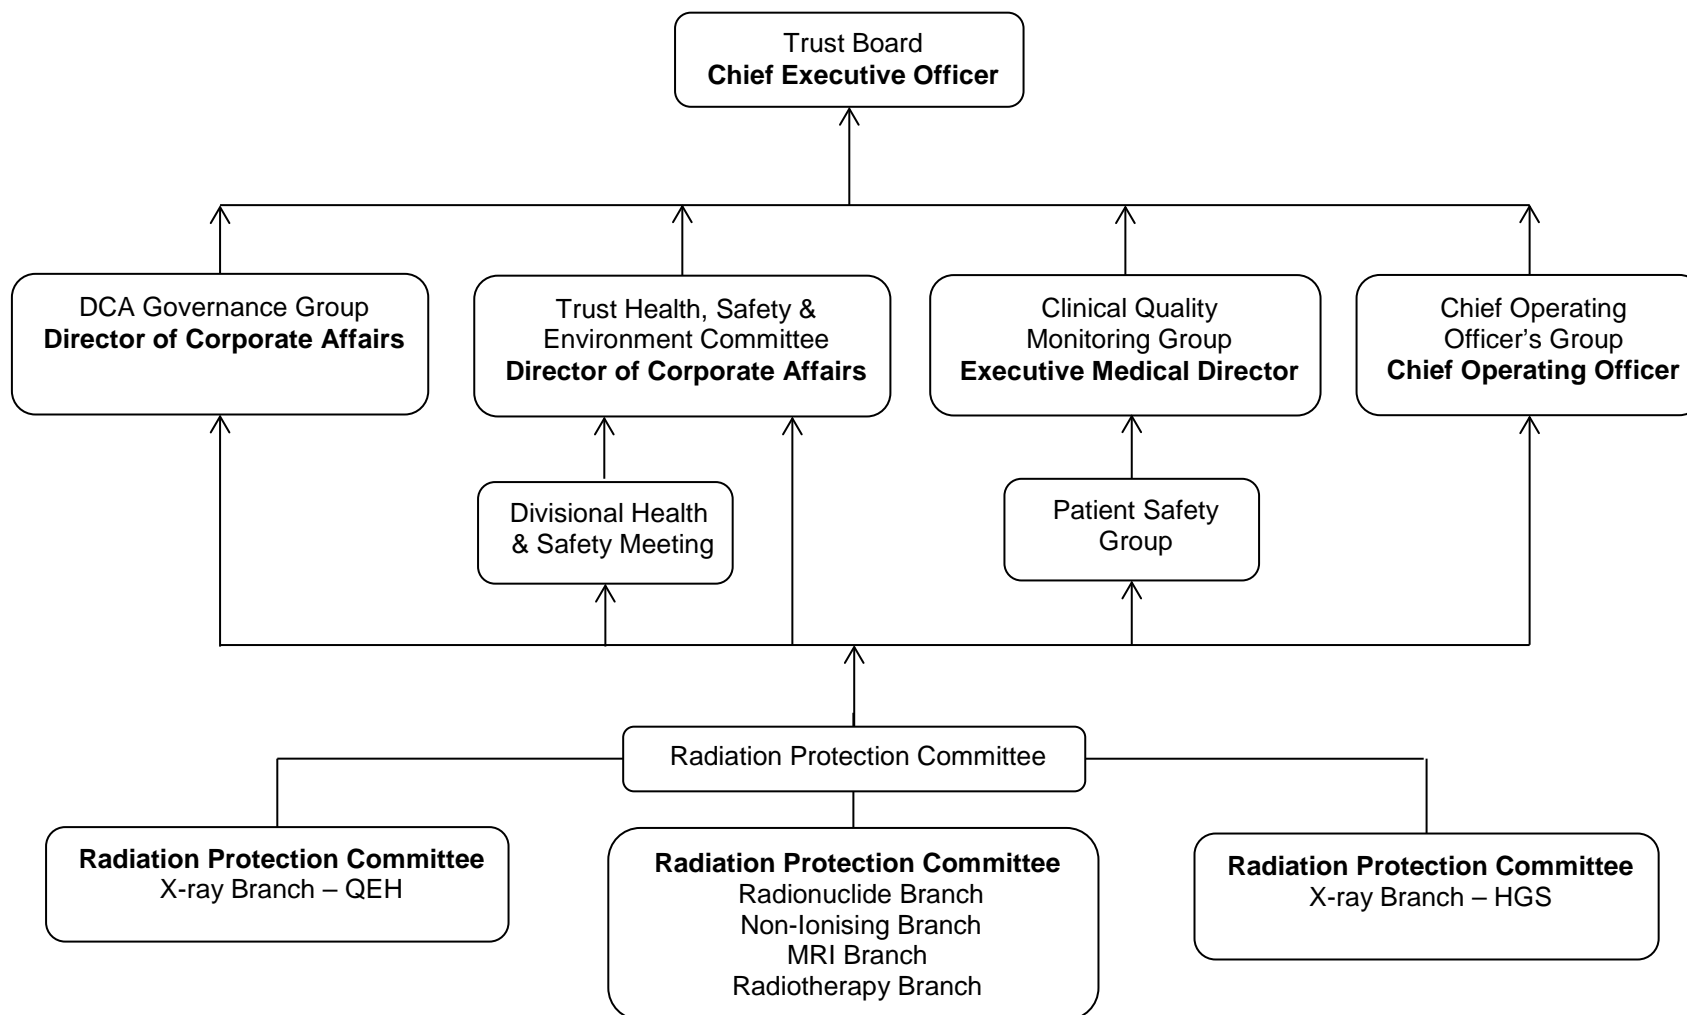 Trust Board
Chief Executive Officer
DCA Governance Group
Director of Corporate Affairs
Trust Health, Safety &
Environment Committee
Director of Corporate Affairs
Clinical Quality
Monitoring Group
Executive Medical Director
Chief Operating
Officer’s Group
Chief Operating Officer
Divisional Health
& Safety Meeting
Patient Safety
Group
Radiation Protection Committee
Radiation Protection Committee
X-ray Branch – QEH
Radiation Protection Committee
Radionuclide Branch
Non-Ionising Branch
MRI Branch
Radiotherapy Branch
Radiation Protection Committee
X-ray Branch – HGS